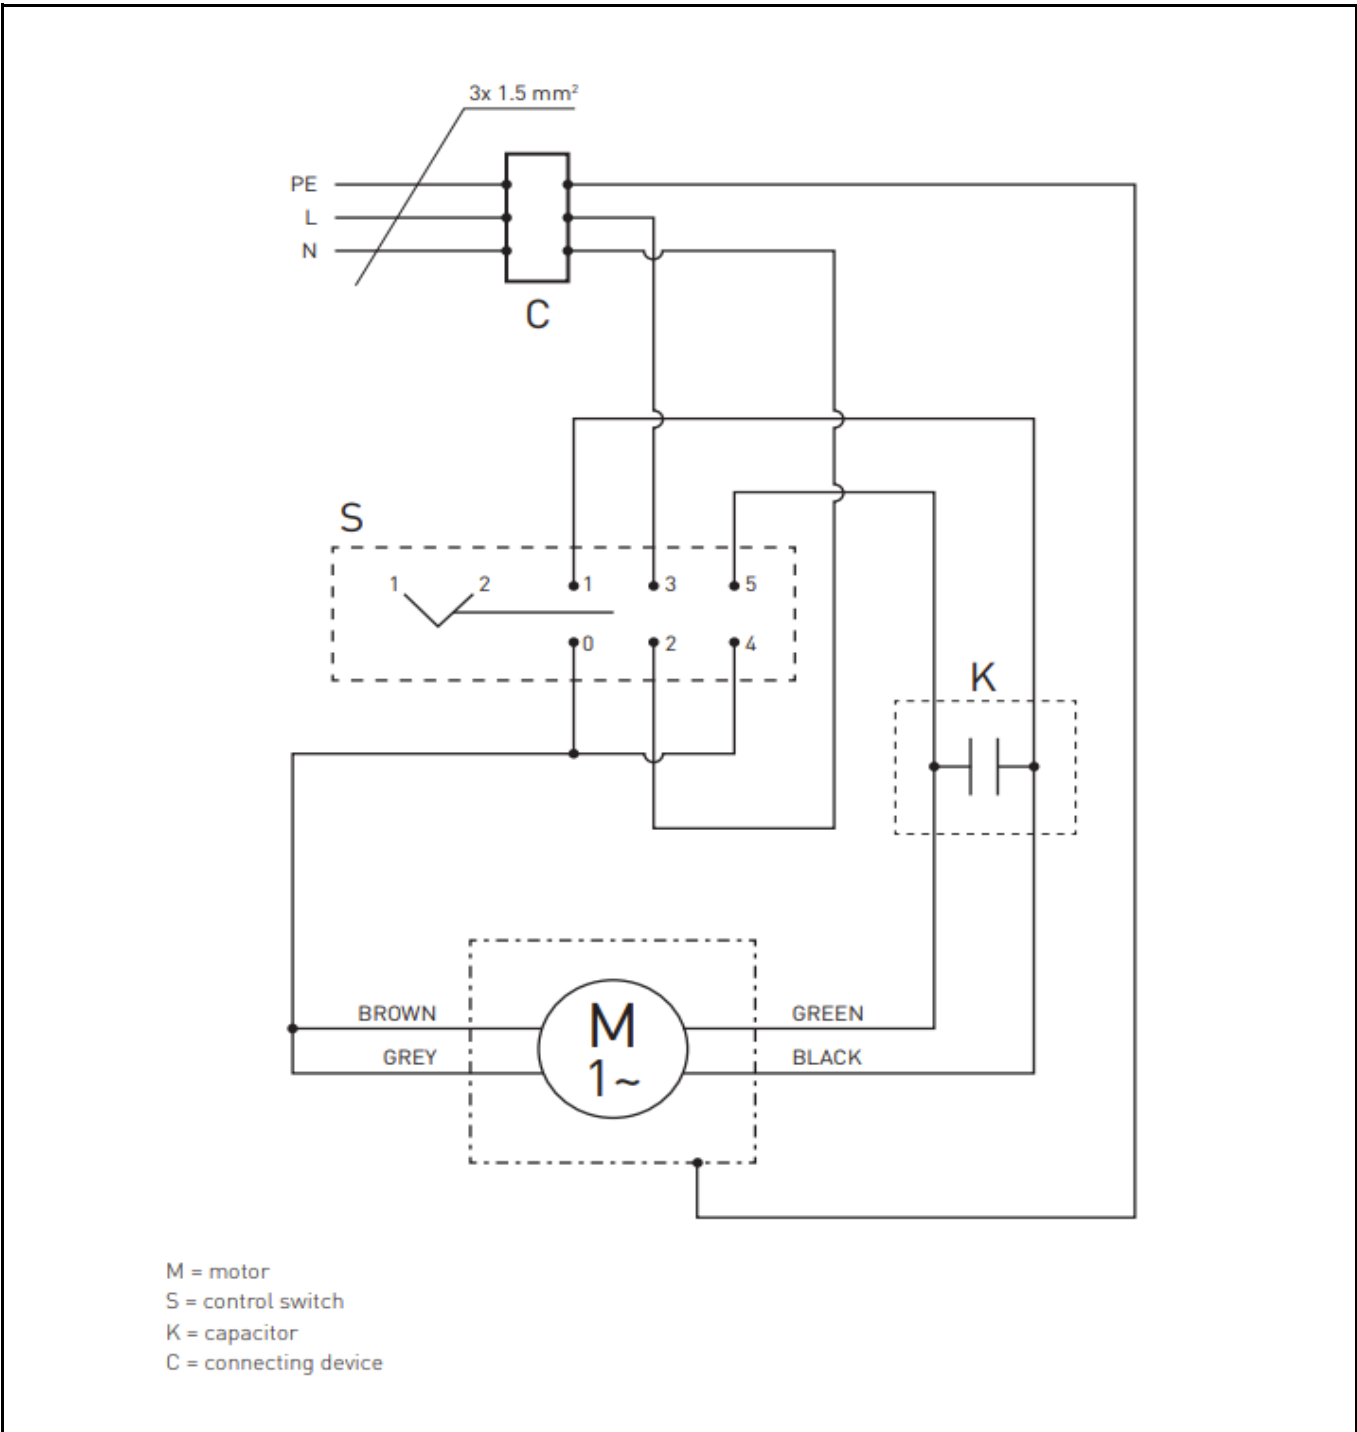 3x 1.5 mm²
PE
L
N
C
S
1 2 1 3 5
0 2 4
K
BROWN
GREY
M
1~
GREEN
BLACK
M = motor
S = control switch
K = capacitor
C = connecting device